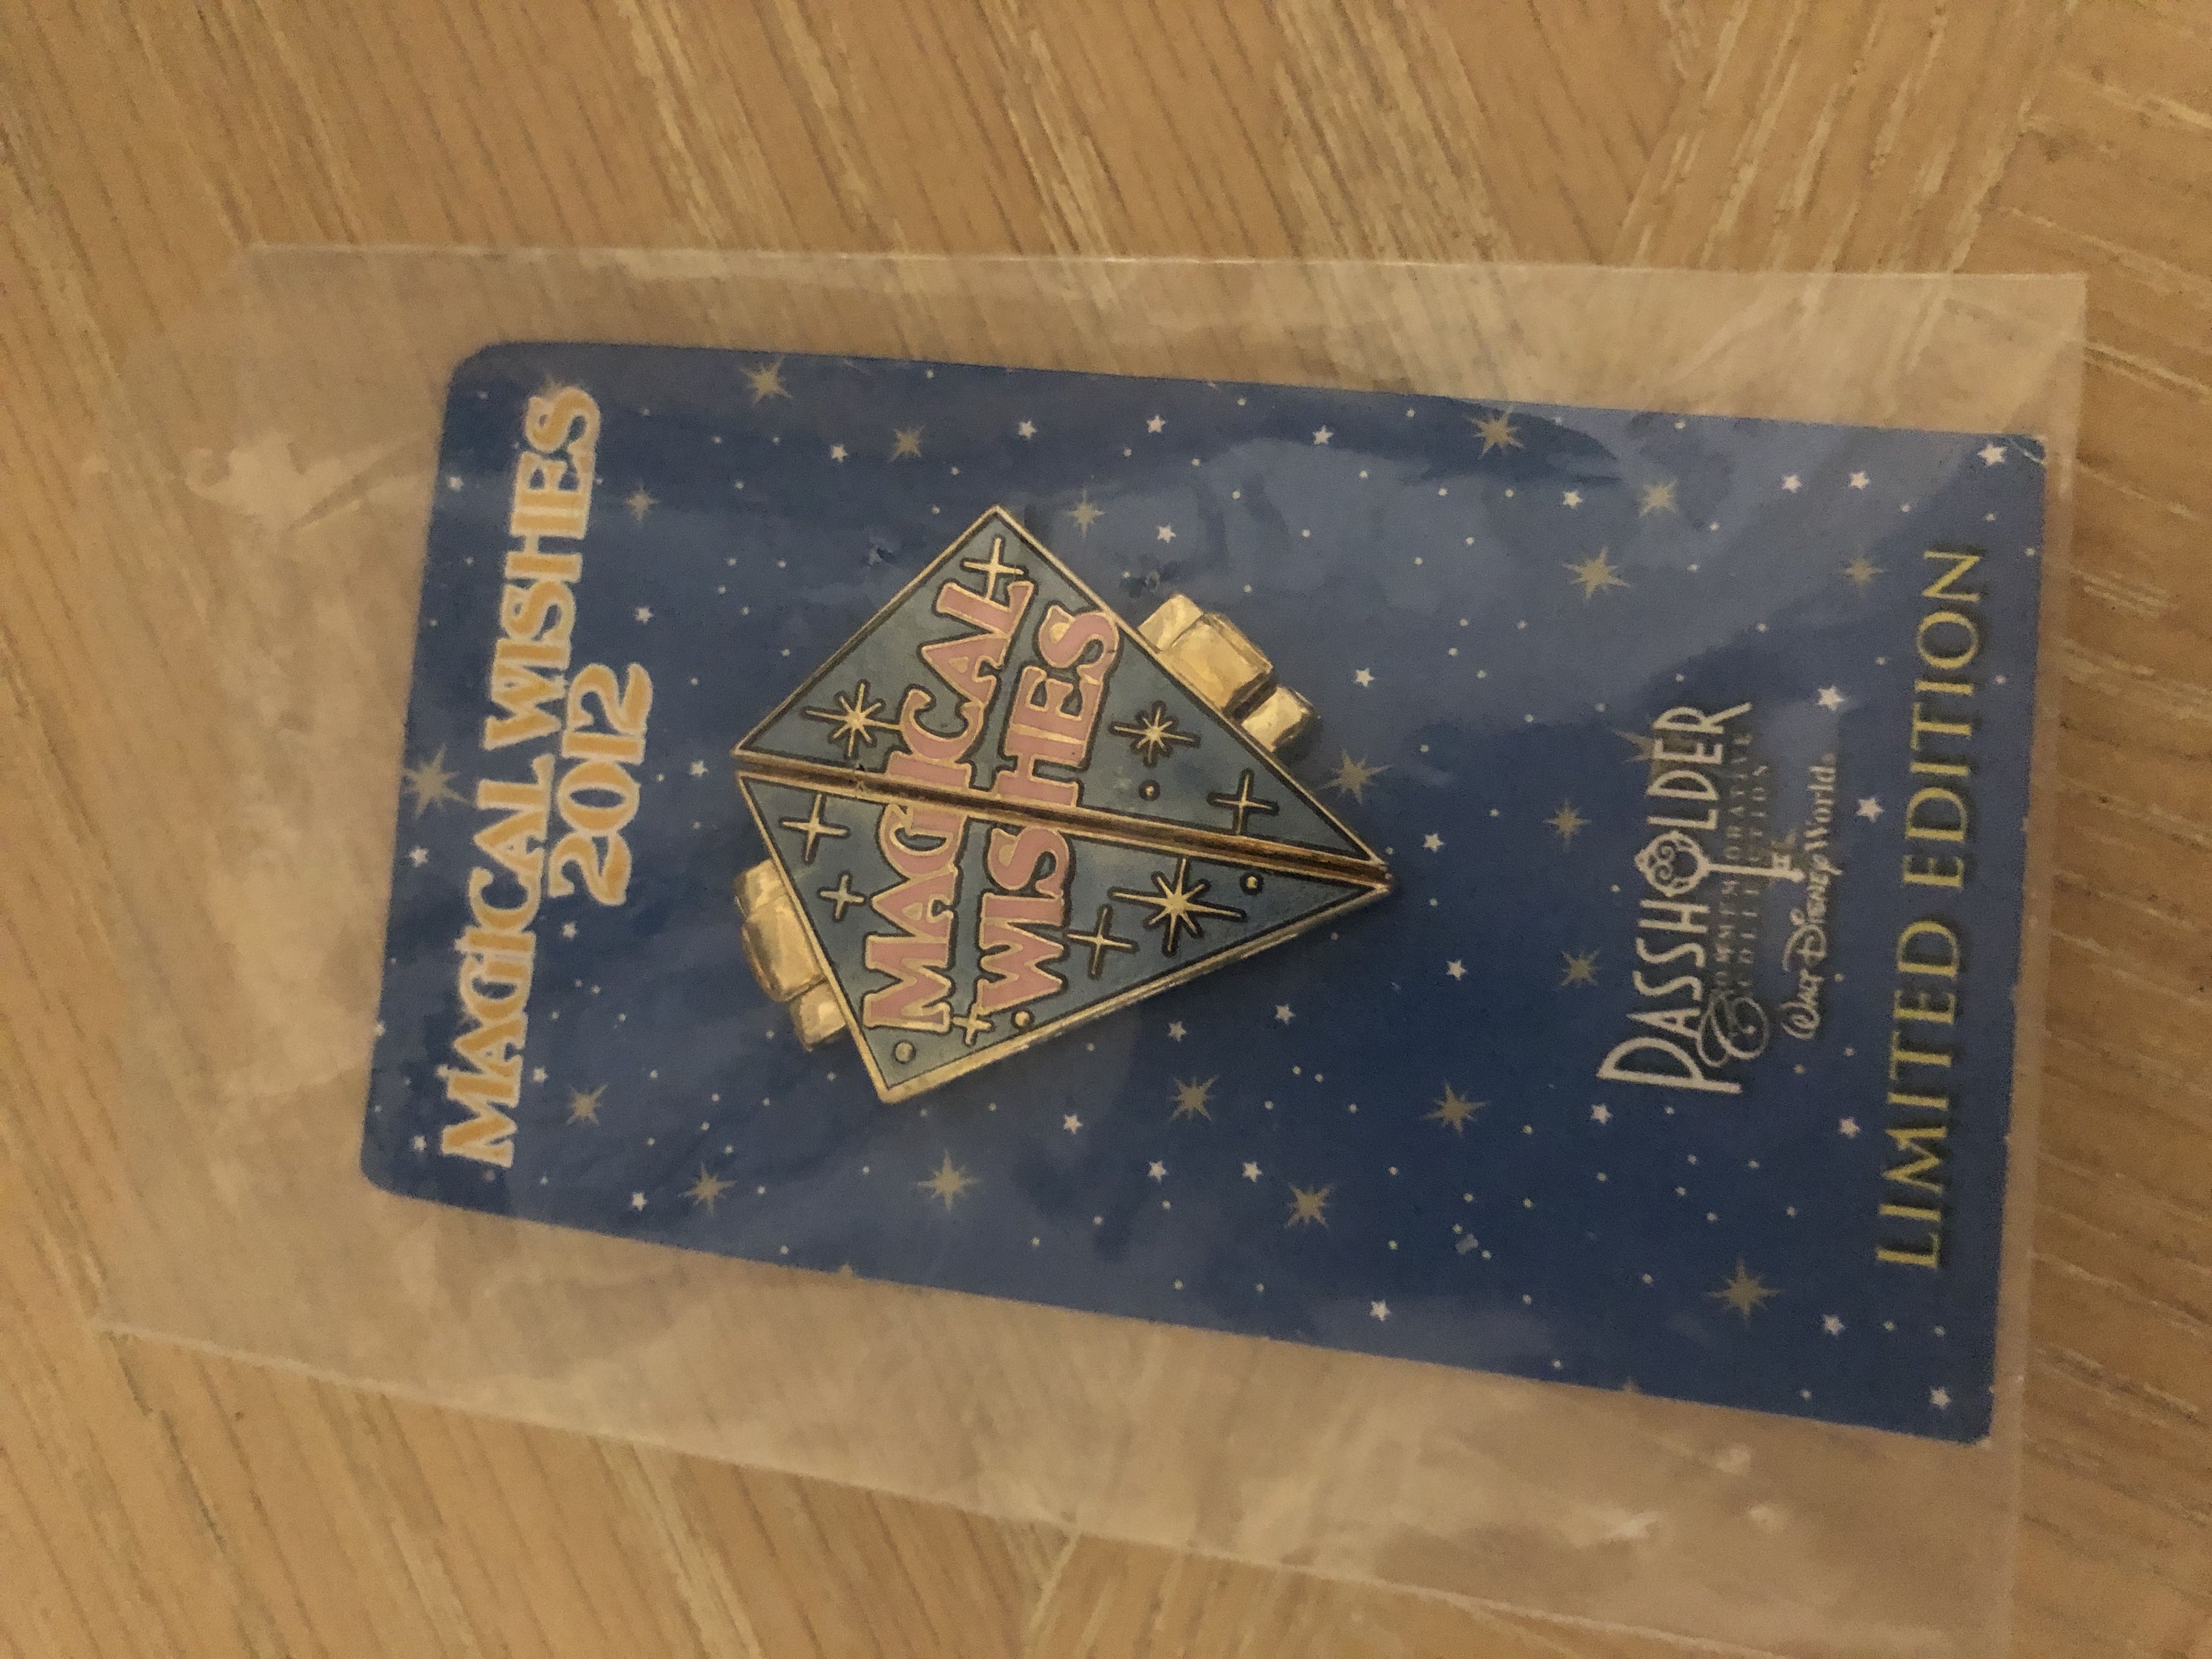 MAGICAL WISHES
2012
MAGICAL
WISHES
PASSHOLDER
COMMEMORATIVE
COLLECTION
WALT DISNEY World®
LIMITED EDITION